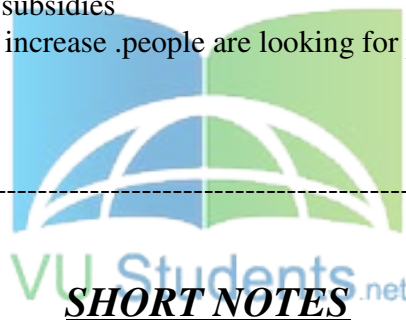 subsidies
increase .people are looking for
VU Students.net
SHORT NOTES